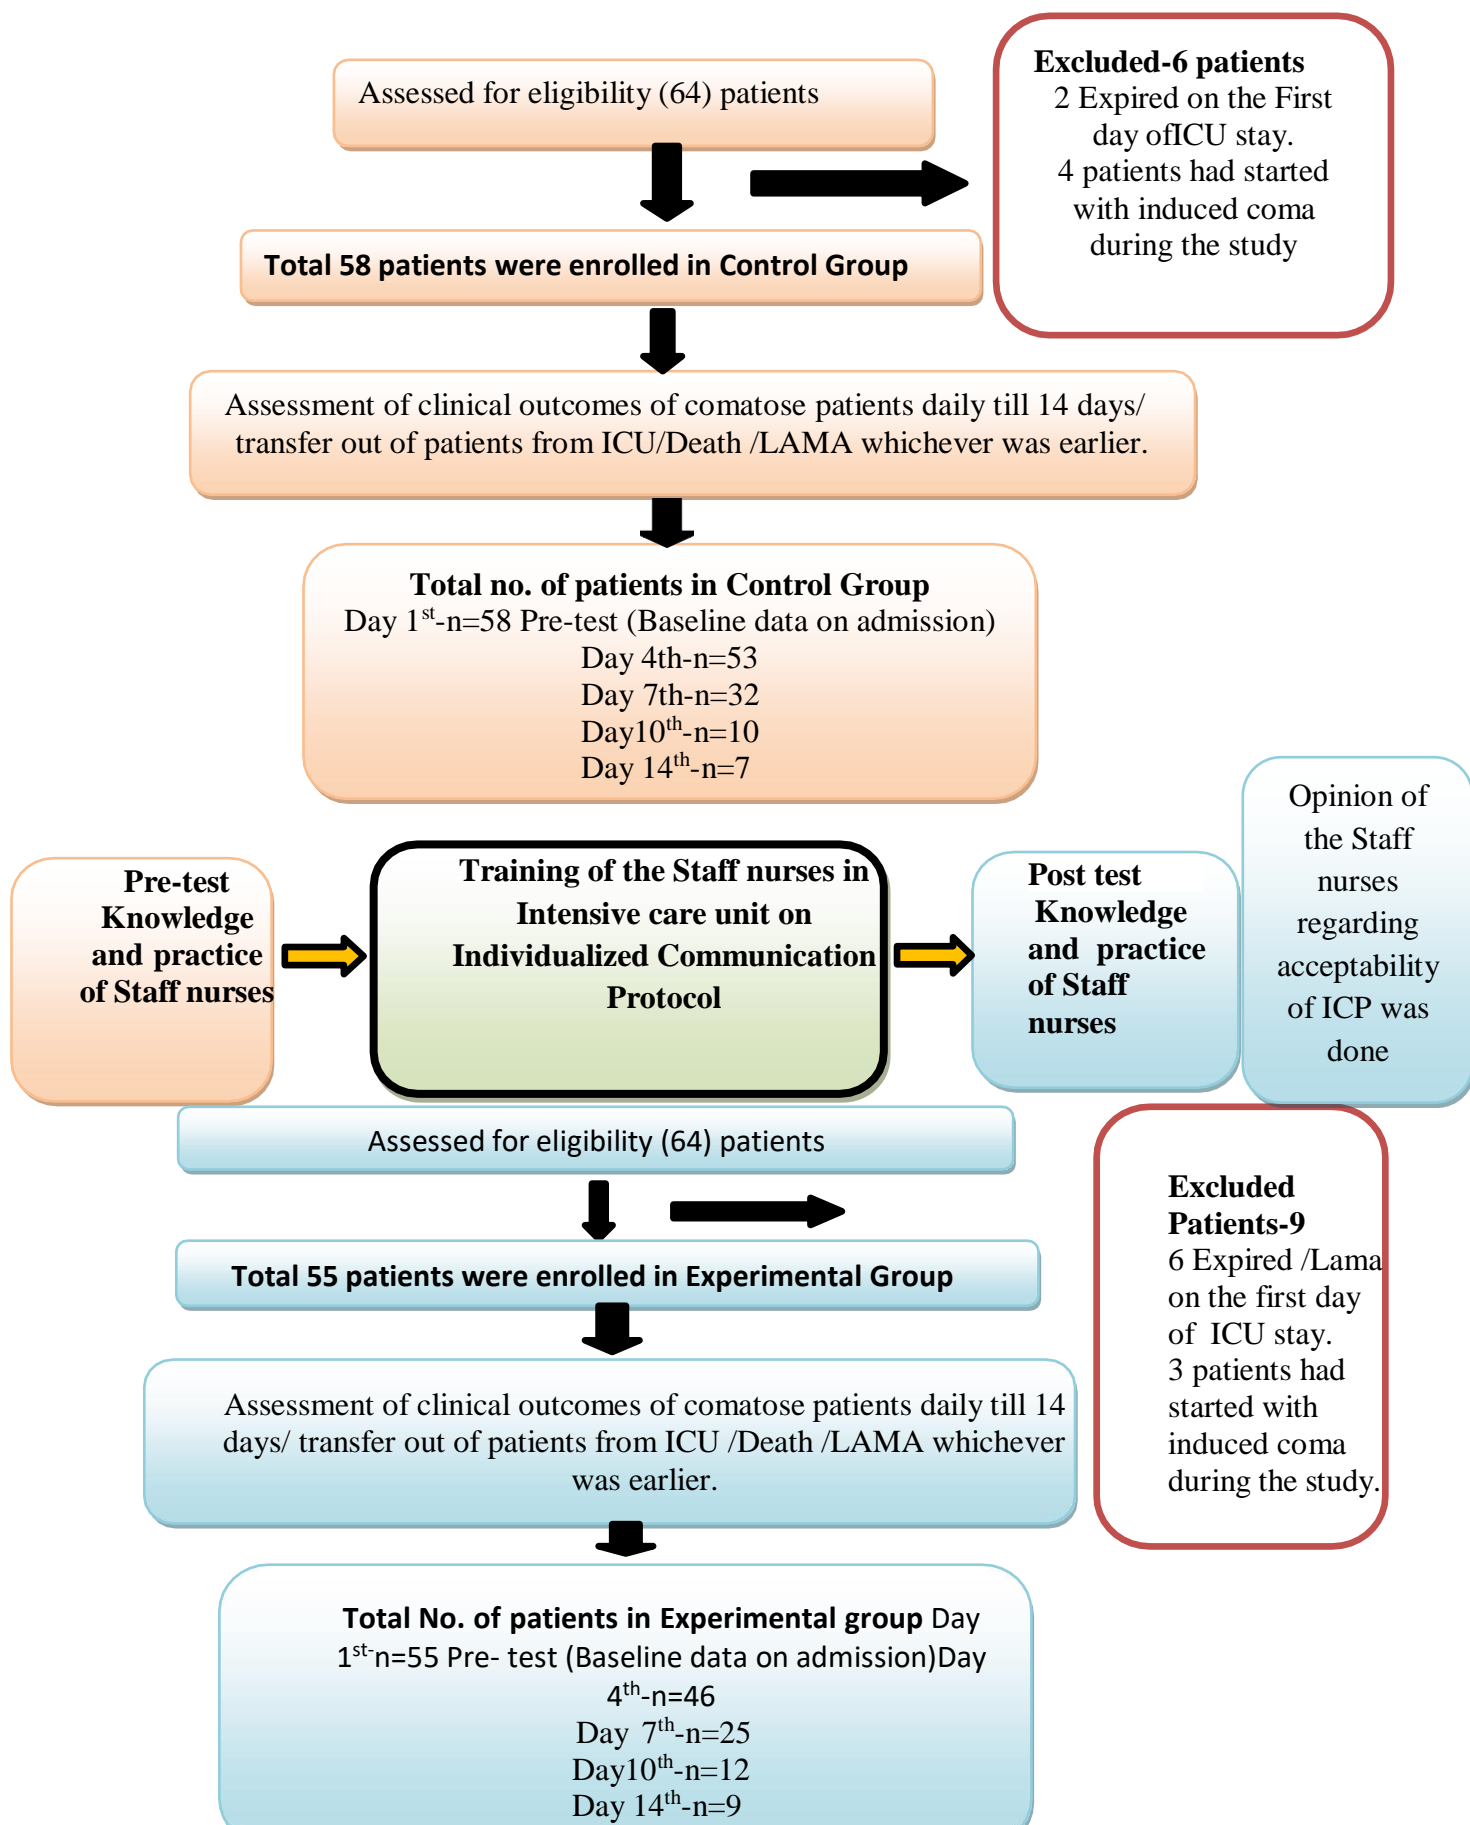 Assessed for eligibility (64) patients
Excluded-6 patients
2 Expired on the First
day ofICU stay.
4 patients had started
with induced coma
during the study
Total 58 patients were enrolled in Control Group
Assessment of clinical outcomes of comatose patients daily till 14 days/
transfer out of patients from ICU/Death /LAMA whichever was earlier.
Total no. of patients in Control Group
Day 1st-n=58 Pre-test (Baseline data on admission)
Day 4th-n=53
Day 7th-n=32
Day10th-n=10
Day 14th-n=7
Pre-test
Knowledge
and practice
of Staff nurses
Training of the Staff nurses in
Intensive care unit on
Individualized Communication
Protocol
Post test
Knowledge
and practice
of Staff
nurses
Opinion of
the Staff
nurses
regarding
acceptability
of ICP was
done
Assessed for eligibility (64) patients
Excluded
Patients-9
6 Expired /Lama
on the first day
of ICU stay.
3 patients had
started with
induced coma
during the study.
Total 55 patients were enrolled in Experimental Group
Assessment of clinical outcomes of comatose patients daily till 14
days/ transfer out of patients from ICU /Death /LAMA whichever
was earlier.
Total No. of patients in Experimental group Day
1st-n=55 Pre- test (Baseline data on admission)Day
4th-n=46
Day 7th-n=25
Day10th-n=12
Day 14th-n=9